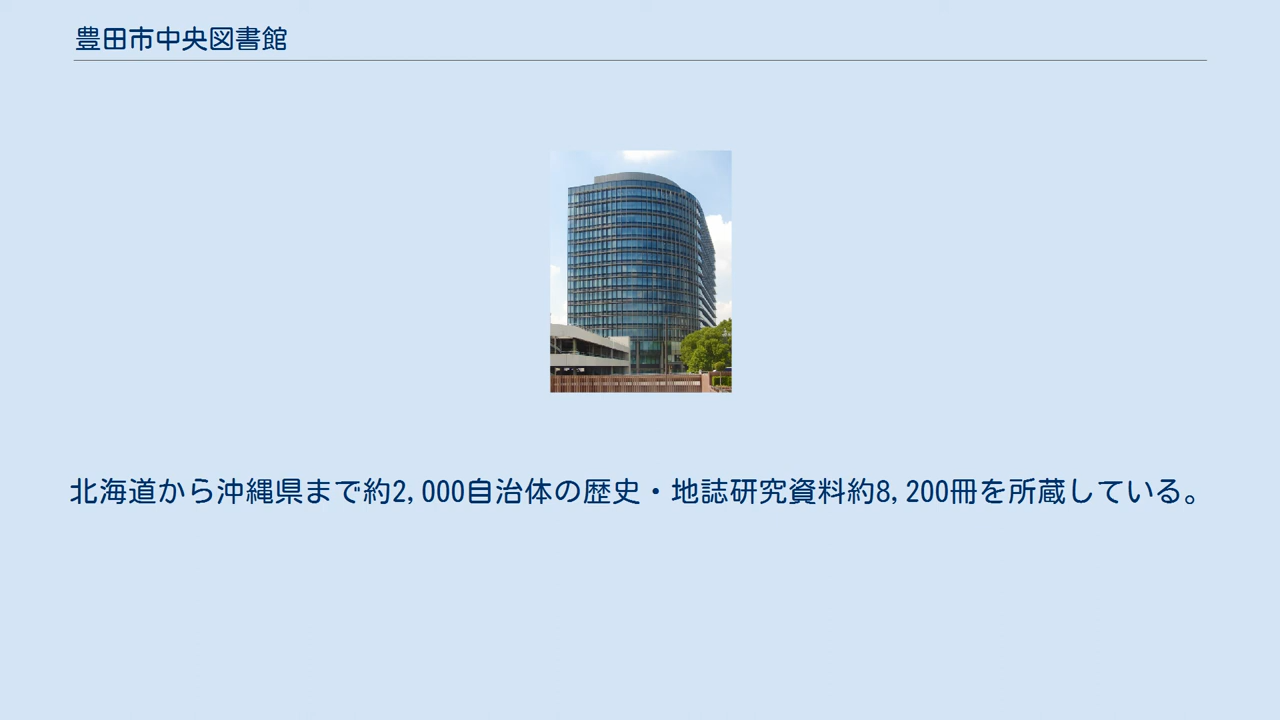 豊田市中央図書館
北海道から沖縄県まで約2,000自治体の歴史・地誌研究資料約8,200冊を所蔵している。